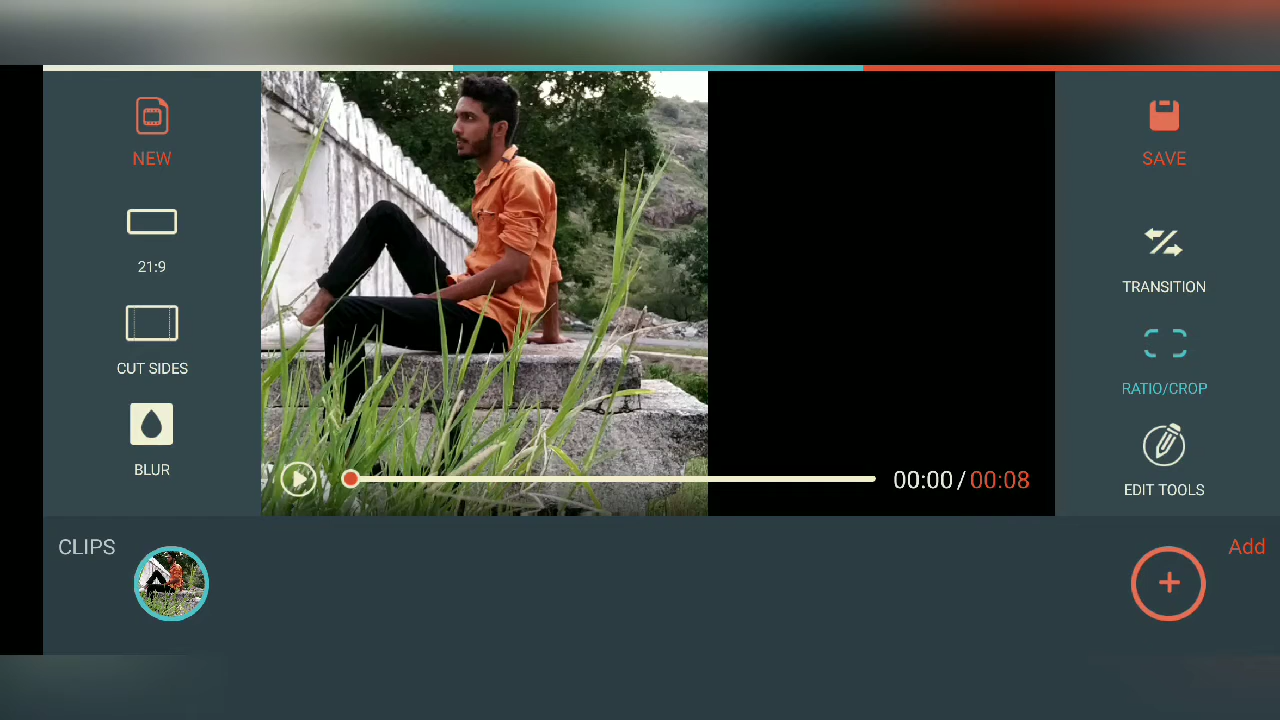 NEW
21:9
CUT SIDES
BLUR
00:00 / 00:08
SAVE
TRANSITION
RATIO/CROP
EDIT TOOLS
CLIPS
Add